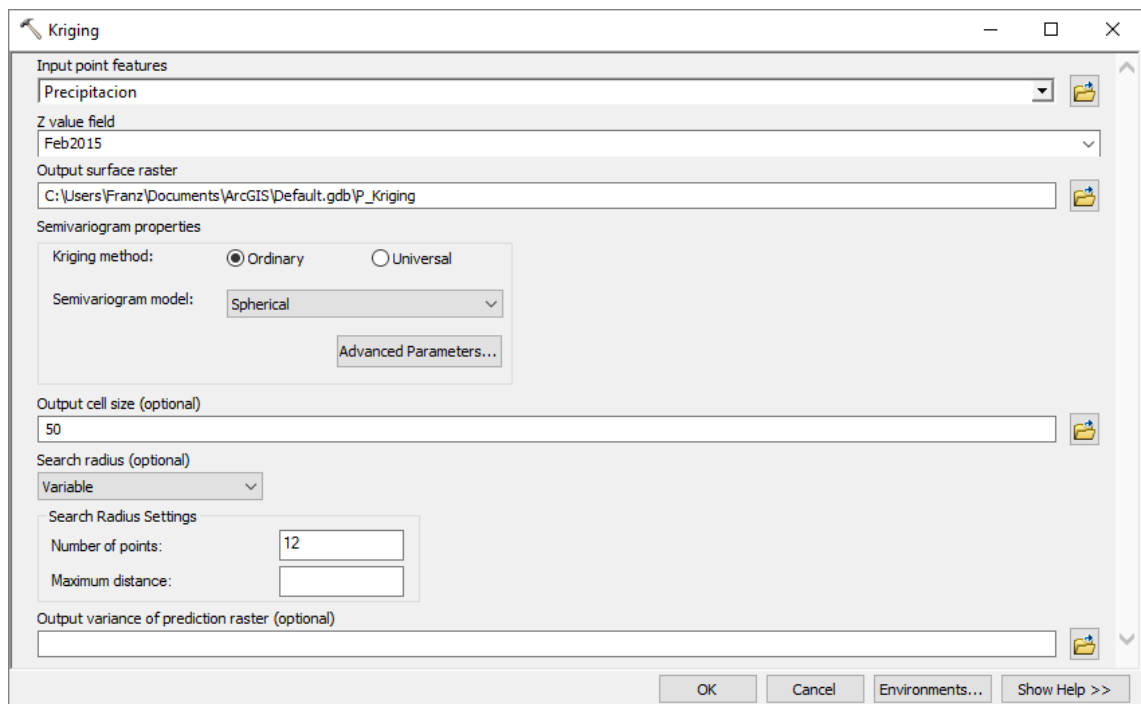 Kriging
Input point features
Precipitacion
Z value field
Feb2015
Output surface raster
C:\Users\Franz\Documents\ArcGIS\Default.gdb\P_Kriging
Semivariogram properties
Kriging method: Ordinary Universal
Semivariogram model: Spherical
Advanced Parameters...
Output cell size (optional)
50
Search radius (optional)
Variable
Search Radius Settings
Number of points: 12
Maximum distance:
Output variance of prediction raster (optional)
OK Cancel Environments... Show Help >>